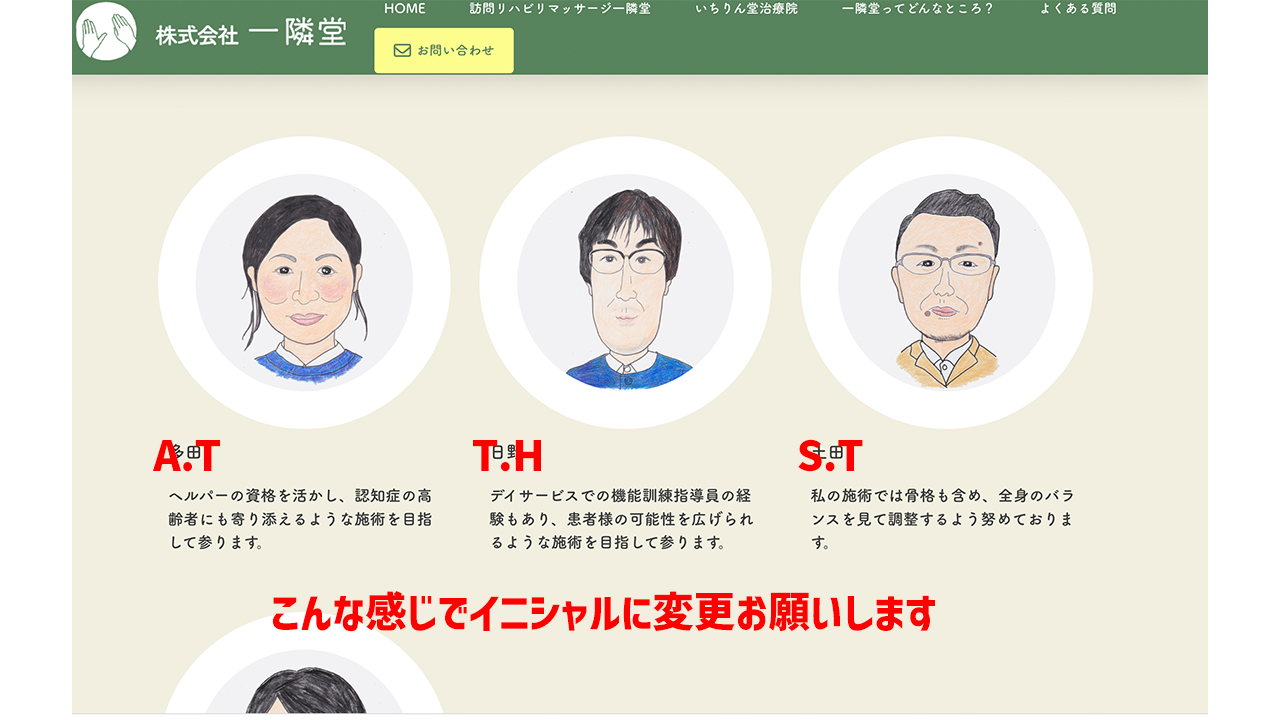 HOME 訪問リハビリマッサージ一隣堂 いちりん堂治療院 一隣堂ってどんなところ？ よくある質問
株式会社 一隣堂
お問い合わせ
多田 日野 土田
A.T T.H S.T
ヘルパーの資格を活かし、認知症の高
齢者にも寄り添えるような施術を目指
して参ります。
デイサービスでの機能訓練指導員の経
験もあり、患者様の可能性を広げられ
るような施術を目指して参ります。
私の施術では骨格も含め、全身のバラ
ンスを見て調整するよう努めておりま
す。
こんな感じでイニシャルに変更お願いします